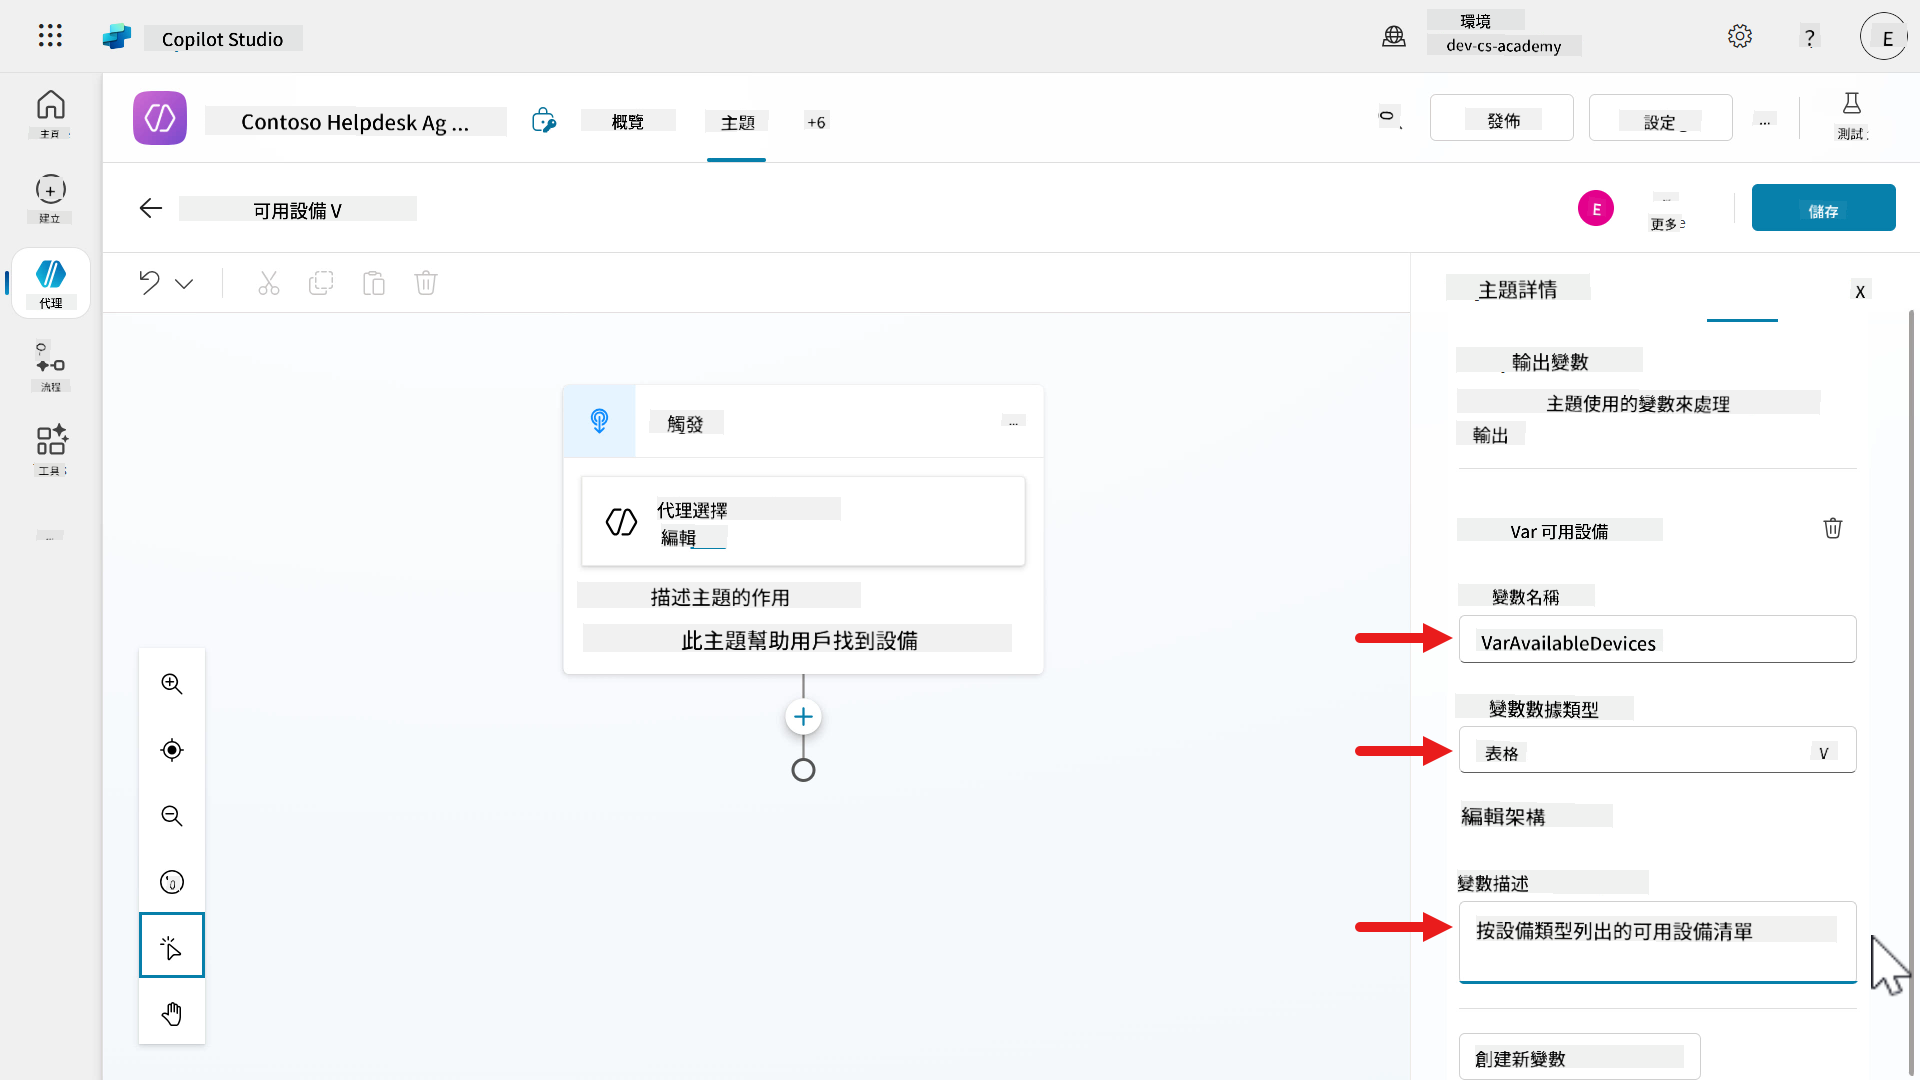 Copilot Studio
環境
dev-cs-academy
?
E
主頁
建立
代理
流程
工具
...
Contoso Helpdesk Ag ...
概覽
主題
+6
發佈
設定
...
測試
可用設備 V
E
更多
儲存
觸發
...
代理選擇
編輯
描述主題的作用
此主題幫助用戶找到設備
主題詳情
X
輸出變數
主題使用的變數來處理
輸出
Var 可用設備
變數名稱
VarAvailableDevices
變數數據類型
表格
V
編輯架構
變數描述
按設備類型列出的可用設備清單
創建新變數